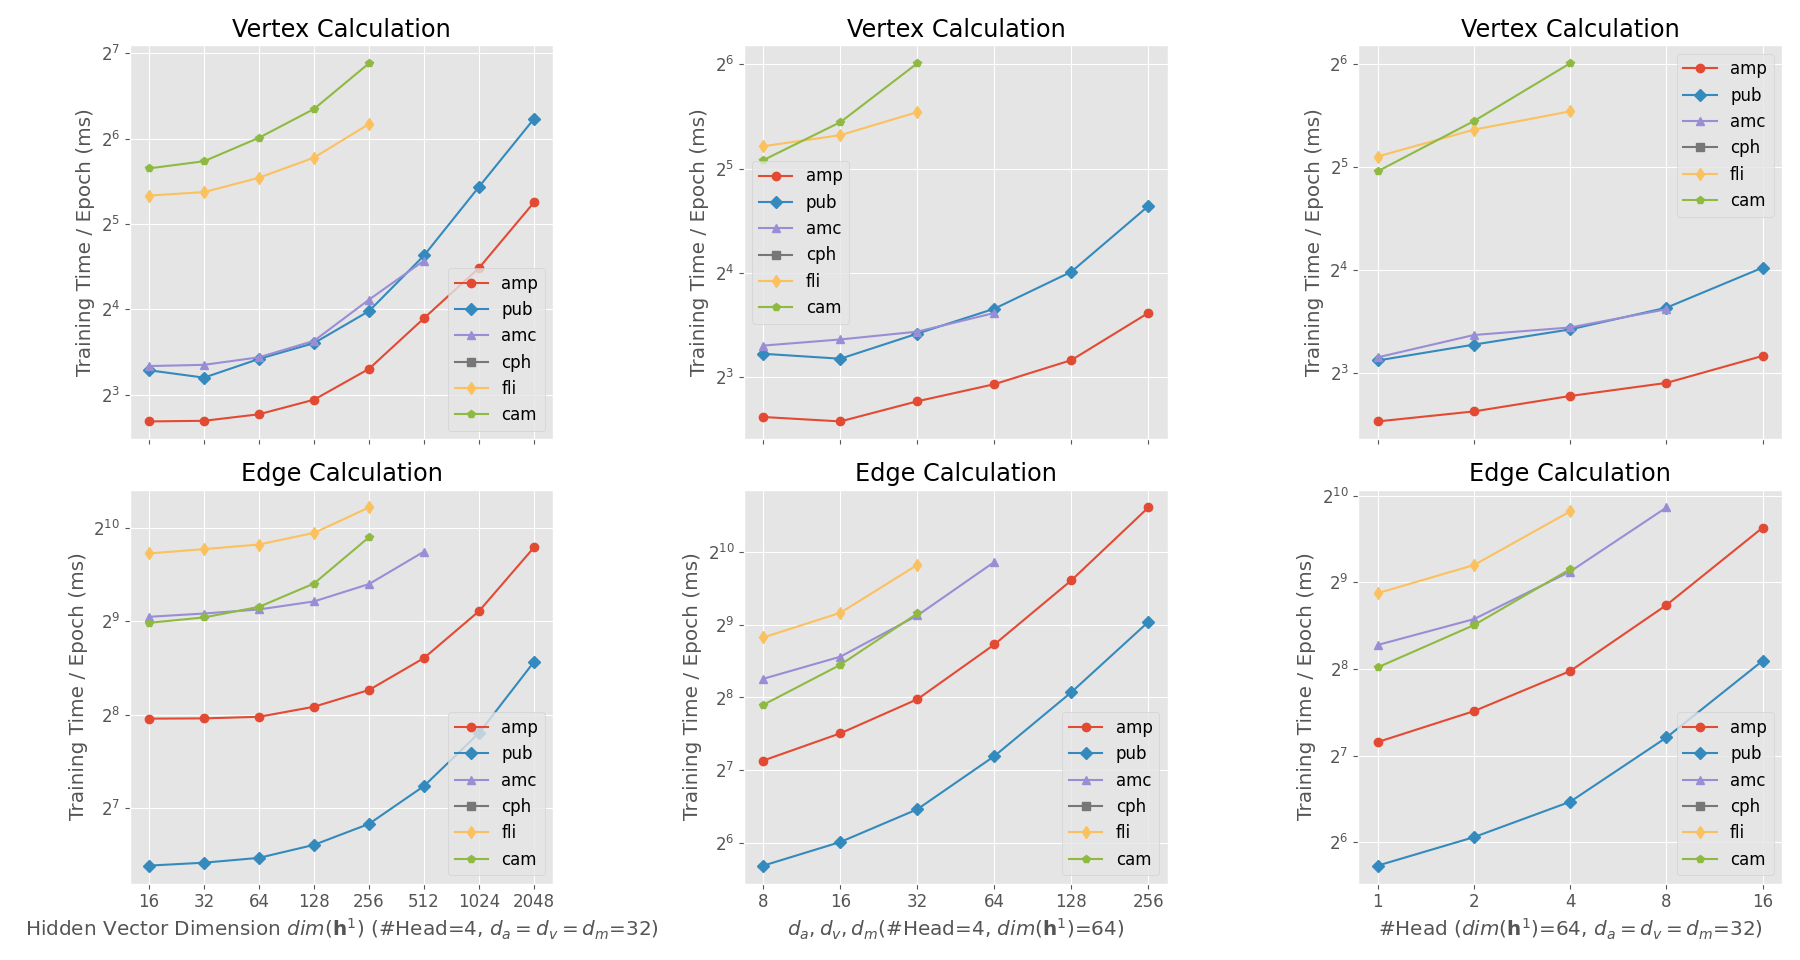 Vertex Calculation
Training Time / Epoch (ms)
2^7
2^6
2^5
2^4
2^3
amp
pub
amc
cph
fli
cam
Vertex Calculation
Training Time / Epoch (ms)
2^6
2^5
2^4
2^3
amp
pub
amc
cph
fli
cam
Vertex Calculation
Training Time / Epoch (ms)
2^6
2^5
2^4
2^3
amp
pub
amc
cph
fli
cam
Edge Calculation
Training Time / Epoch (ms)
2^10
2^9
2^8
2^7
amp
pub
amc
cph
fli
cam
16 32 64 128 256 512 1024 2048
Hidden Vector Dimension dim(h^1) (#Head=4, d_a = d_v = d_m=32)
Edge Calculation
Training Time / Epoch (ms)
2^10
2^9
2^8
2^7
2^6
amp
pub
amc
cph
fli
cam
8 16 32 64 128 256
d_a, d_v, d_m(#Head=4, dim(h^1)=64)
Edge Calculation
Training Time / Epoch (ms)
2^10
2^9
2^8
2^7
2^6
amp
pub
amc
cph
fli
cam
1 2 4 8 16
#Head (dim(h^1)=64, d_a = d_v = d_m=32)